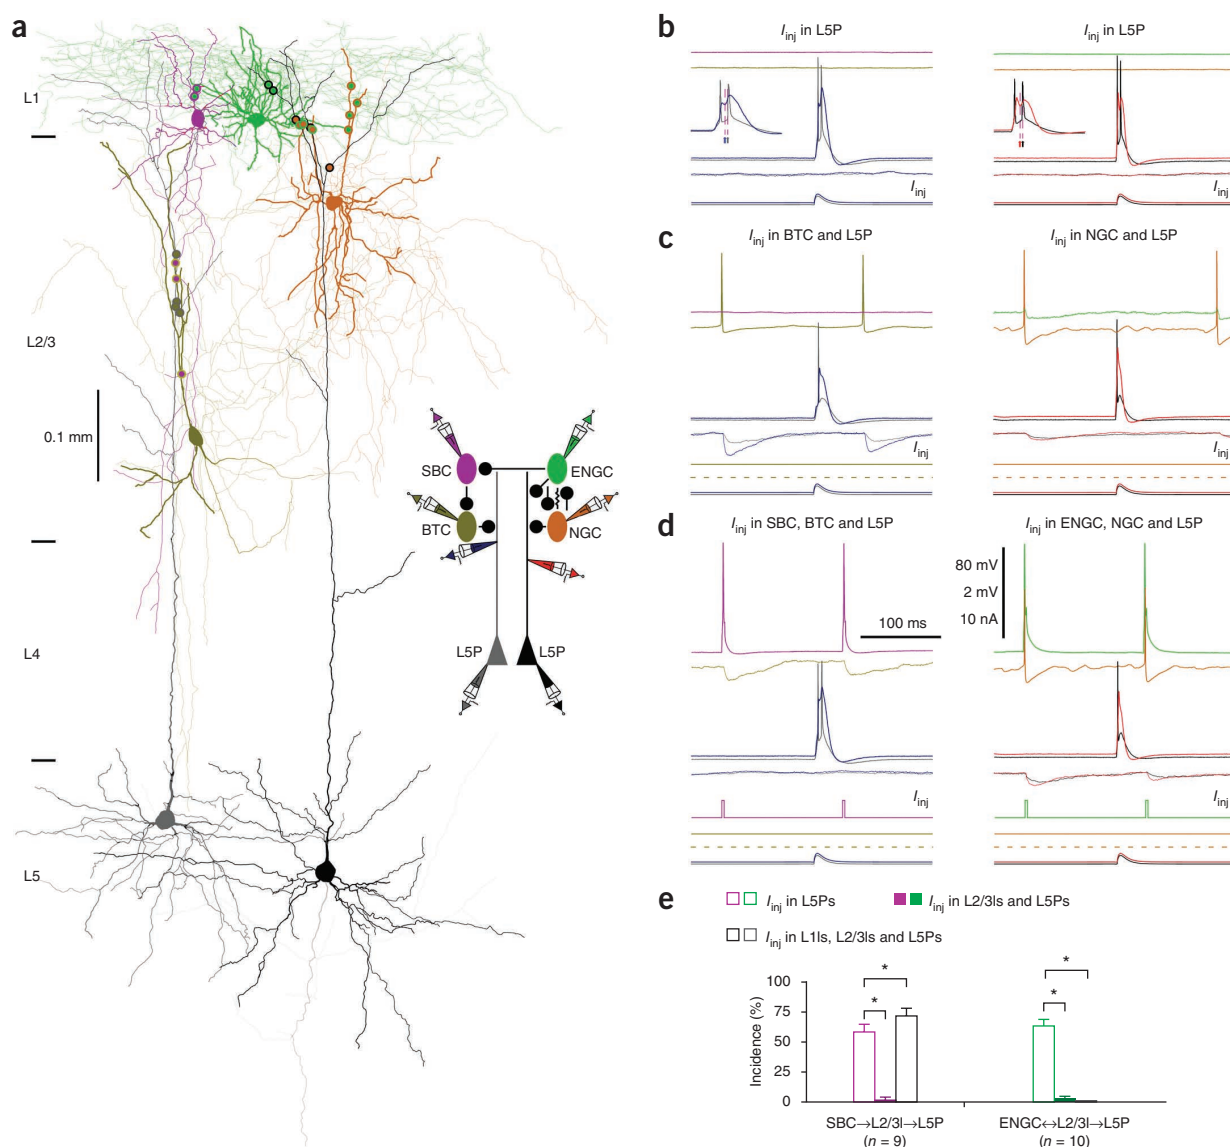 a
L1
L2/3
0.1 mm
L4
L5
SBC
ENGC
BTC
NGC
L5P
L5P
b
Iinj in L5P
Iinj in L5P
Iinj
Iinj
c
Iinj in BTC and L5P
Iinj in NGC and L5P
Iinj
Iinj
d
Iinj in SBC, BTC and L5P
Iinj in ENGC, NGC and L5P
100 ms
80 mV
2 mV
10 nA
Iinj
Iinj
e
Iinj in L5Ps
Iinj in L2/3Is and L5Ps
Iinj in L1Is, L2/3Is and L5Ps
Incidence (%)
100
75
50
25
0
*
*
*
*
SBC→L2/3I→L5P
(n = 9)
ENGC↔L2/3I→L5P
(n = 10)